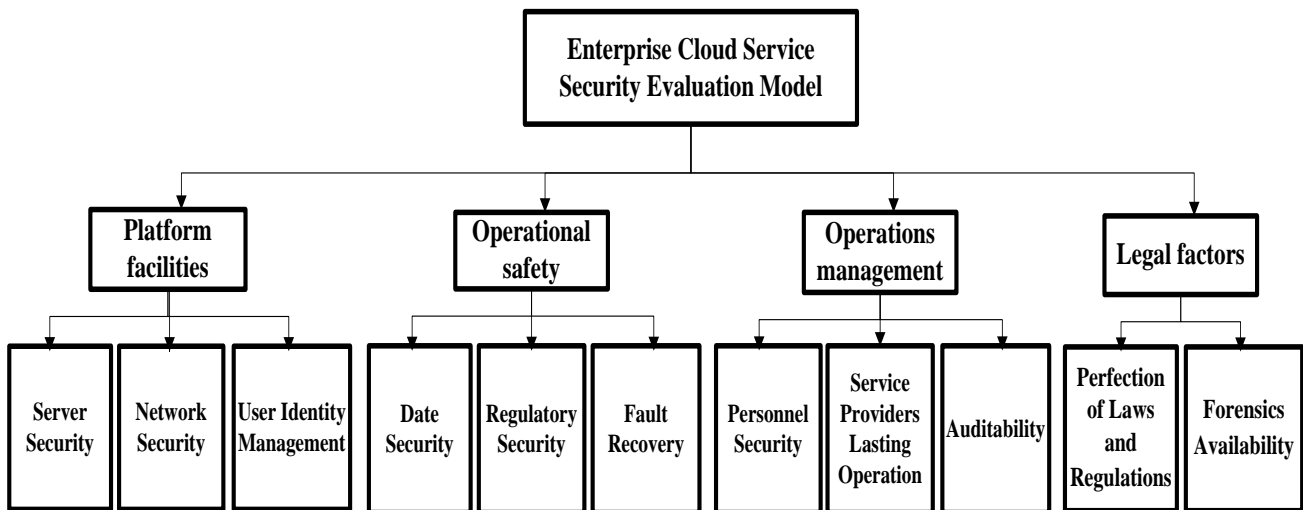 Enterprise Cloud Service
Security Evaluation Model
Platform
facilities
Operational
safety
Operations
management
Legal factors
Server
Security
Network
Security
User Identity
Management
Date
Security
Regulatory
Security
Fault
Recovery
Personnel
Security
Service
Providers
Lasting
Operation
Auditability
Perfection
of Laws
and
Regulations
Forensics
Availability